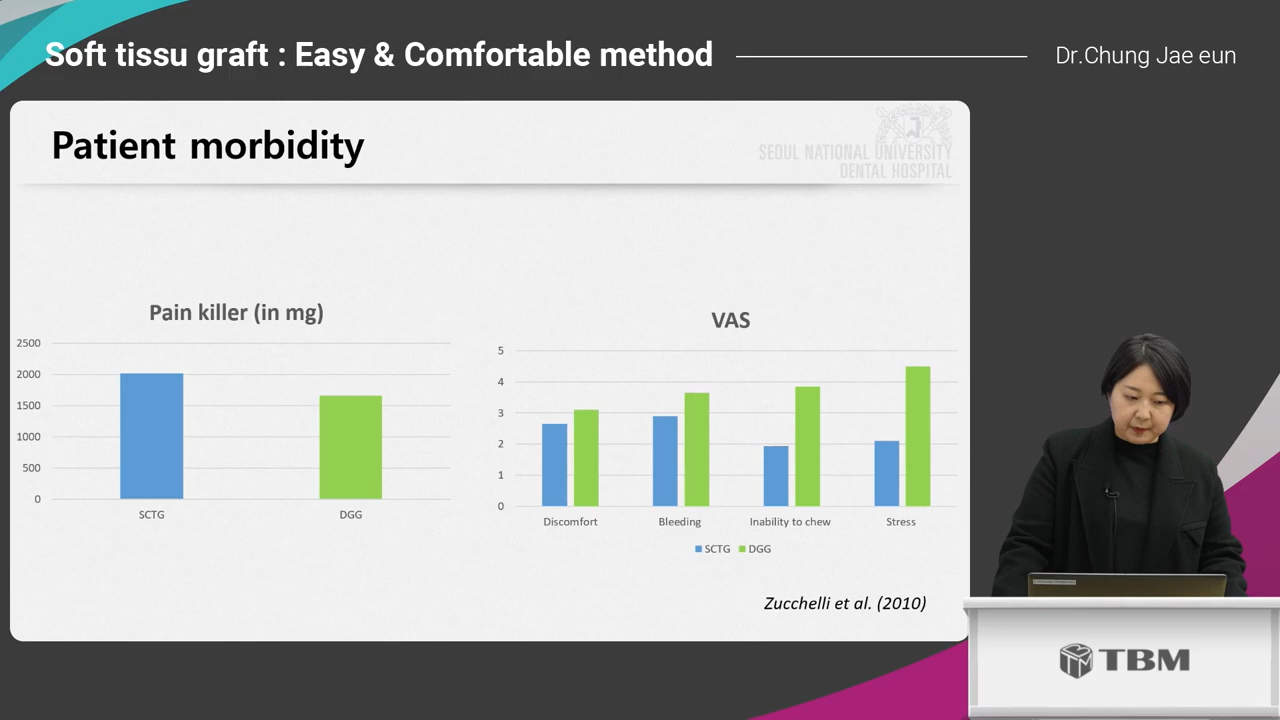 Soft tissu graft : Easy & Comfortable method
Dr.Chung Jae eun
Patient morbidity
SEOUL NATIONAL UNIVERSITY
DENTAL HOSPITAL
Pain killer (in mg)
2500
2000
1500
1000
500
0
SCTG
DGG
VAS
5
4
3
2
1
0
Discomfort
Bleeding
Inability to chew
Stress
SCTG
DGG
Zucchelli et al. (2010)
TBM